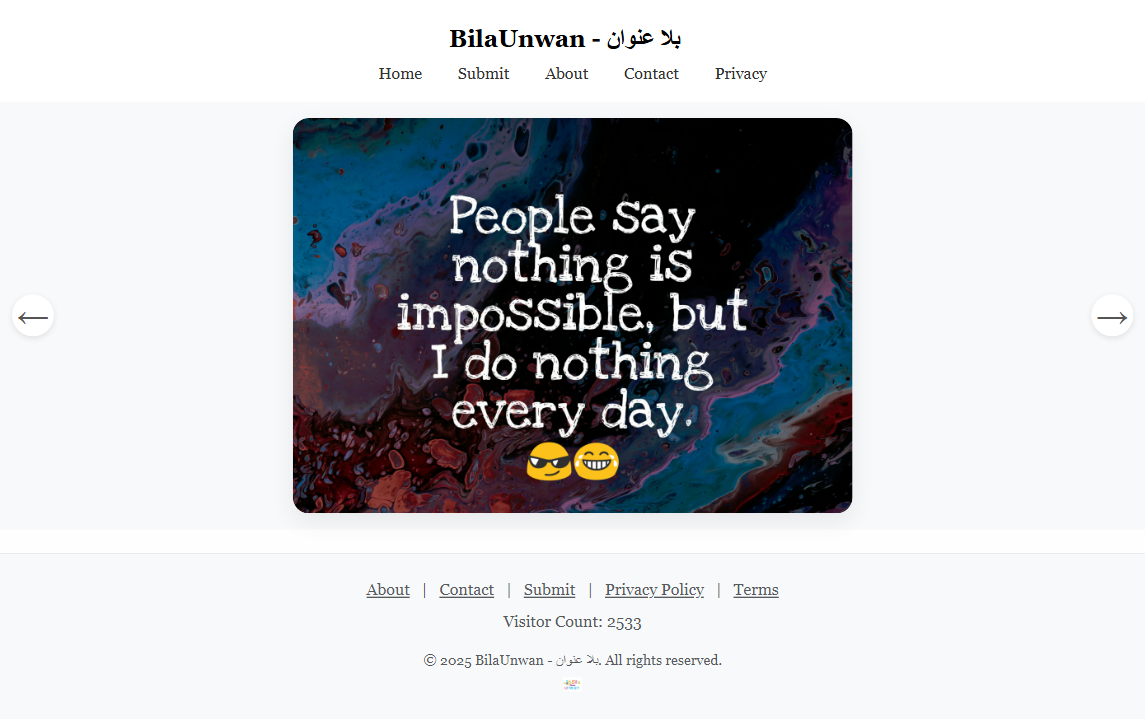 BilaUnwan - بلا عنوان
Home Submit About Contact Privacy
People say
nothing is
impossible, but
I do nothing
every day.
😎😂
←
→
About | Contact | Submit | Privacy Policy | Terms
Visitor Count: 2533
© 2025 BilaUnwan - بلا عنوان. All rights reserved.